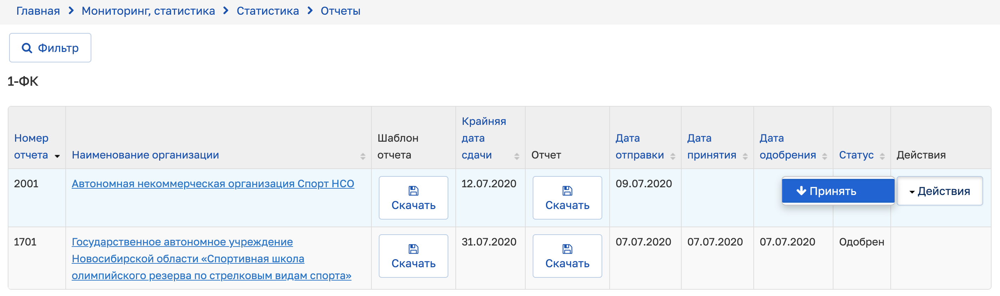 Главная > Мониторинг, статистика > Статистика > Отчеты
Фильтр
1-ФК
Номер отчета
Наименование организации
Шаблон отчета
Крайняя дата сдачи
Отчет
Дата отправки
Дата принятия
Дата одобрения
Статус
Действия
2001
Автономная некоммерческая организация Спорт НСО
Скачать
12.07.2020
Скачать
09.07.2020
Принять
Действия
1701
Государственное автономное учреждение
Новосибирской области «Спортивная школа
олимпийского резерва по стрелковым видам спорта»
Скачать
31.07.2020
Скачать
07.07.2020
07.07.2020
07.07.2020
Одобрен